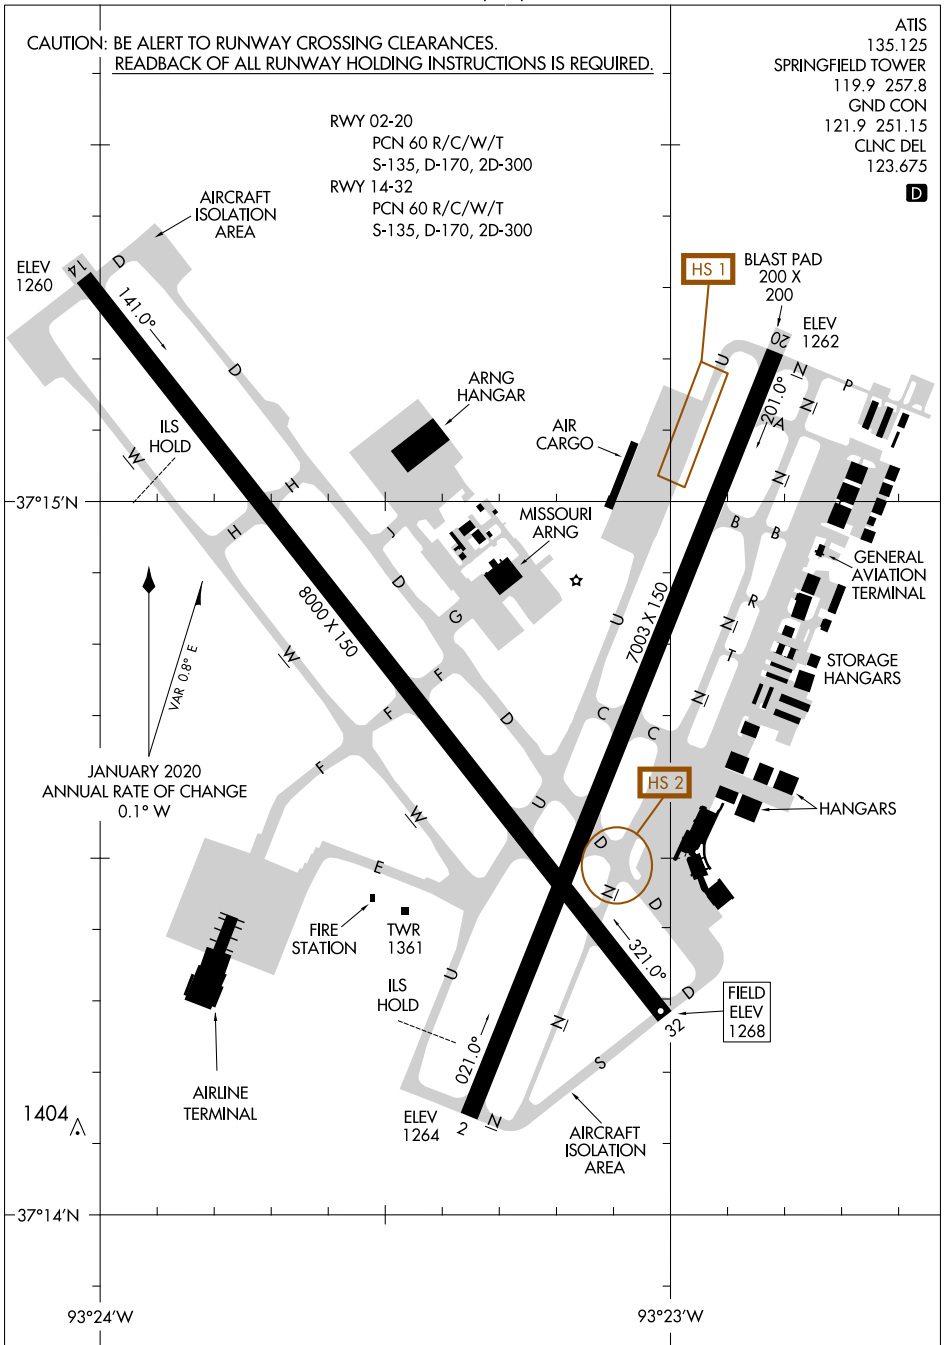 CAUTION: BE ALERT TO RUNWAY CROSSING CLEARANCES.
READBACK OF ALL RUNWAY HOLDING INSTRUCTIONS IS REQUIRED.
ATIS
135.125
SPRINGFIELD TOWER
119.9 257.8
GND CON
121.9 251.15
CLNC DEL
123.675
D
RWY 02-20
PCN 60 R/C/W/T
S-135, D-170, 2D-300
RWY 14-32
PCN 60 R/C/W/T
S-135, D-170, 2D-300
AIRCRAFT
ISOLATION
AREA
ELEV
1260
14
D
141.0°
HS 1
BLAST PAD
200 X
200
ELEV
1262
20
U
N
P
201.0°
N
A
D
ARNG
HANGAR
AIR
CARGO
ILS
HOLD
W
H
N
37°15'N
H
J
MISSOURI
ARNG
B
B
GENERAL
AVIATION
TERMINAL
8000 X 150
D
G
U
7003 X 150
R
N
T
VAR 0.8° E
W
F
F
F
D
C
C
N
STORAGE
HANGARS
JANUARY 2020
ANNUAL RATE OF CHANGE
0.1° W
HS 2
HANGARS
W
U
D
E
N
D
FIRE
STATION
TWR
1361
321.0°
U
ILS
HOLD
D
FIELD
ELEV
1268
32
N
021.0°
S
AIRLINE
TERMINAL
1404
ELEV
1264
2
N
AIRCRAFT
ISOLATION
AREA
37°14'N
93°24'W
93°23'W